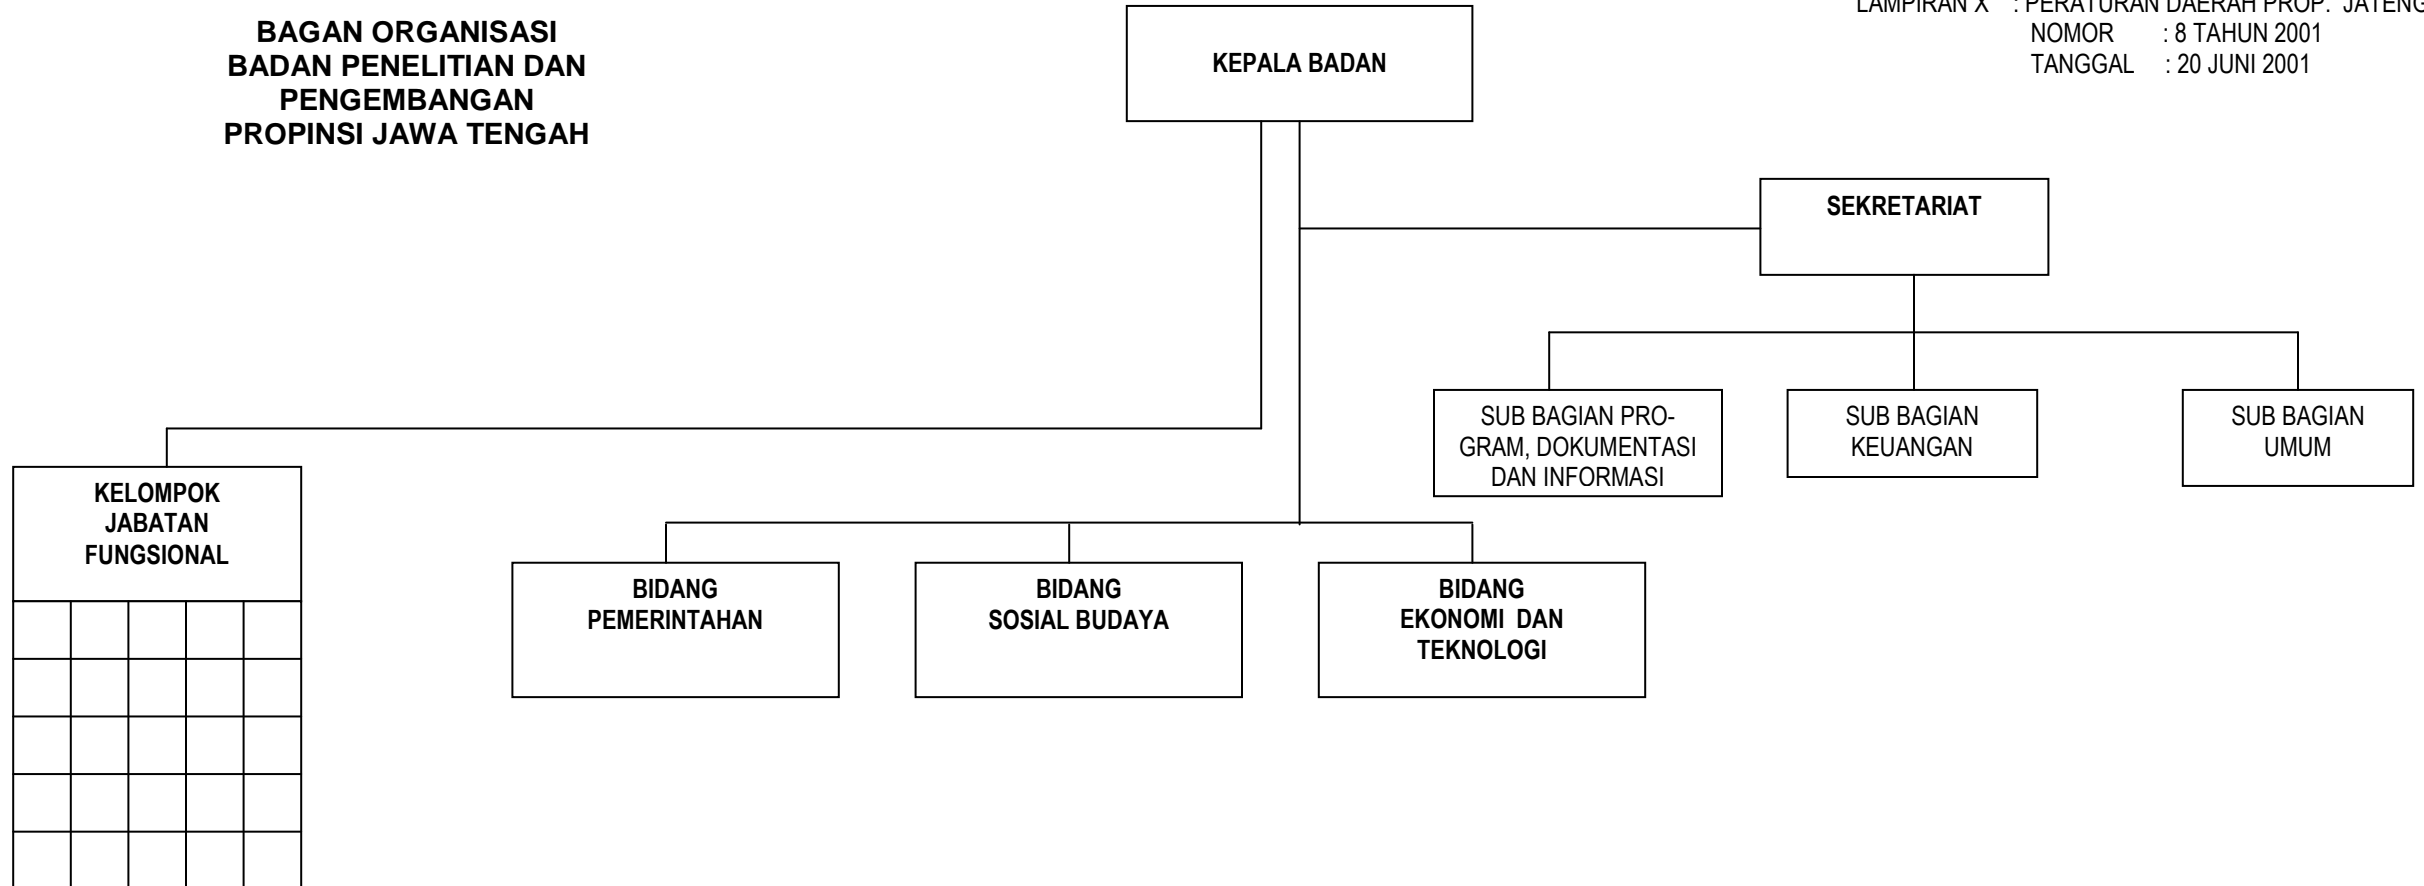 BAGAN ORGANISASI
BADAN PENELITIAN DAN
PENGEMBANGAN
PROPINSI JAWA TENGAH
LAMPIRAN X : PERATURAN DAERAH PROP. JATENG
NOMOR : 8 TAHUN 2001
TANGGAL : 20 JUNI 2001
KEPALA BADAN
SEKRETARIAT
SUB BAGIAN PRO-
GRAM, DOKUMENTASI
DAN INFORMASI
SUB BAGIAN
KEUANGAN
SUB BAGIAN
UMUM
KELOMPOK
JABATAN
FUNGSIONAL
BIDANG
PEMERINTAHAN
BIDANG
SOSIAL BUDAYA
BIDANG
EKONOMI DAN
TEKNOLOGI